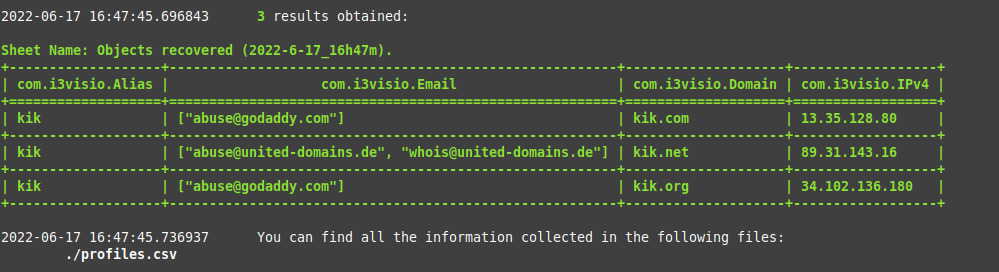 2022-06-17 16:47:45.696843      3 results obtained:
Sheet Name: Objects recovered (2022-6-17_16h47m).
+-------------------+--------------------------------------------------------+--------------------+------------------+
| com.i3visio.Alias |                   com.i3visio.Email                    | com.i3visio.Domain | com.i3visio.IPv4 |
+===================+========================================================+====================+==================+
| kik               | ["abuse@godaddy.com"]                                  | kik.com            | 13.35.128.80     |
+-------------------+--------------------------------------------------------+--------------------+------------------+
| kik               | ["abuse@united-domains.de", "whois@united-domains.de"] | kik.net            | 89.31.143.16     |
+-------------------+--------------------------------------------------------+--------------------+------------------+
| kik               | ["abuse@godaddy.com"]                                  | kik.org            | 34.102.136.180   |
+-------------------+--------------------------------------------------------+--------------------+------------------+
2022-06-17 16:47:45.736937      You can find all the information collected in the following files:
        ./profiles.csv